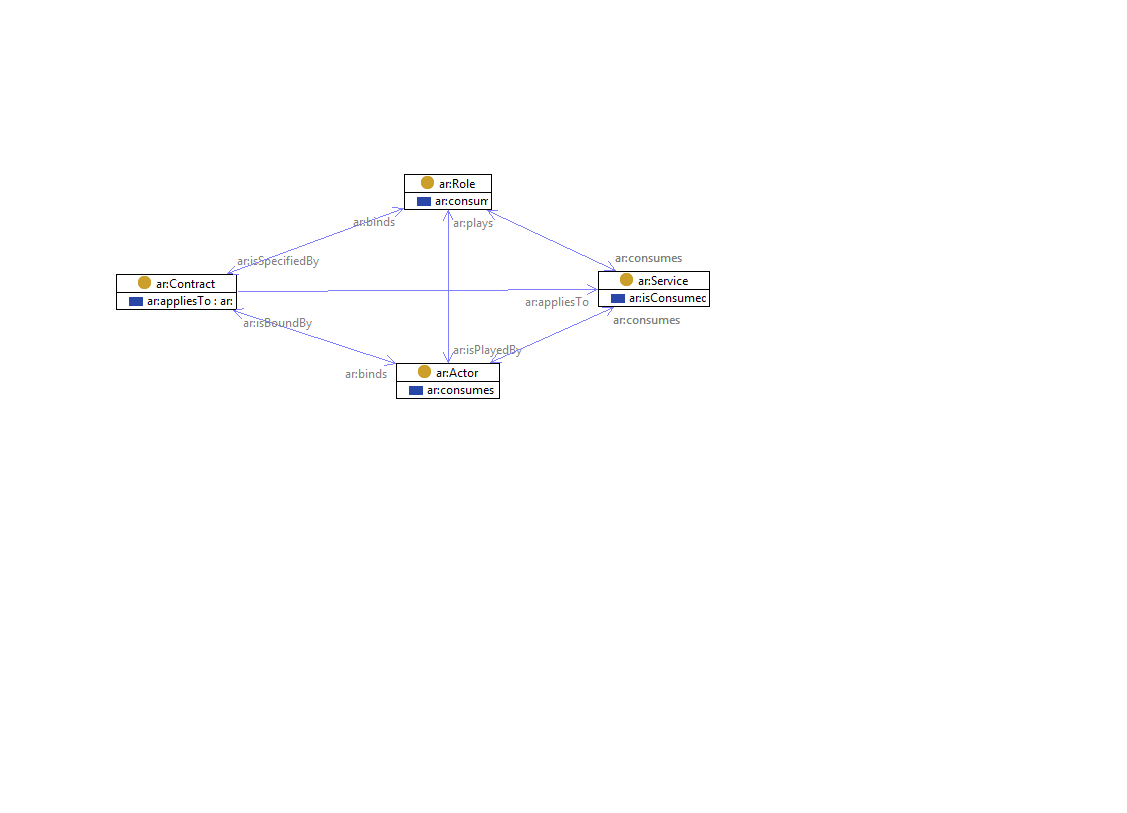 ar:Role
ar:consum
ar:binds
ar:plays
ar:isSpecifiedBy
ar:consumes
ar:Contract
ar:appliesTo : ar:
ar:Service
ar:isConsumec
ar:appliesTo
ar:isBoundBy
ar:consumes
ar:isPlayedBy
ar:binds
ar:Actor
ar:consumes